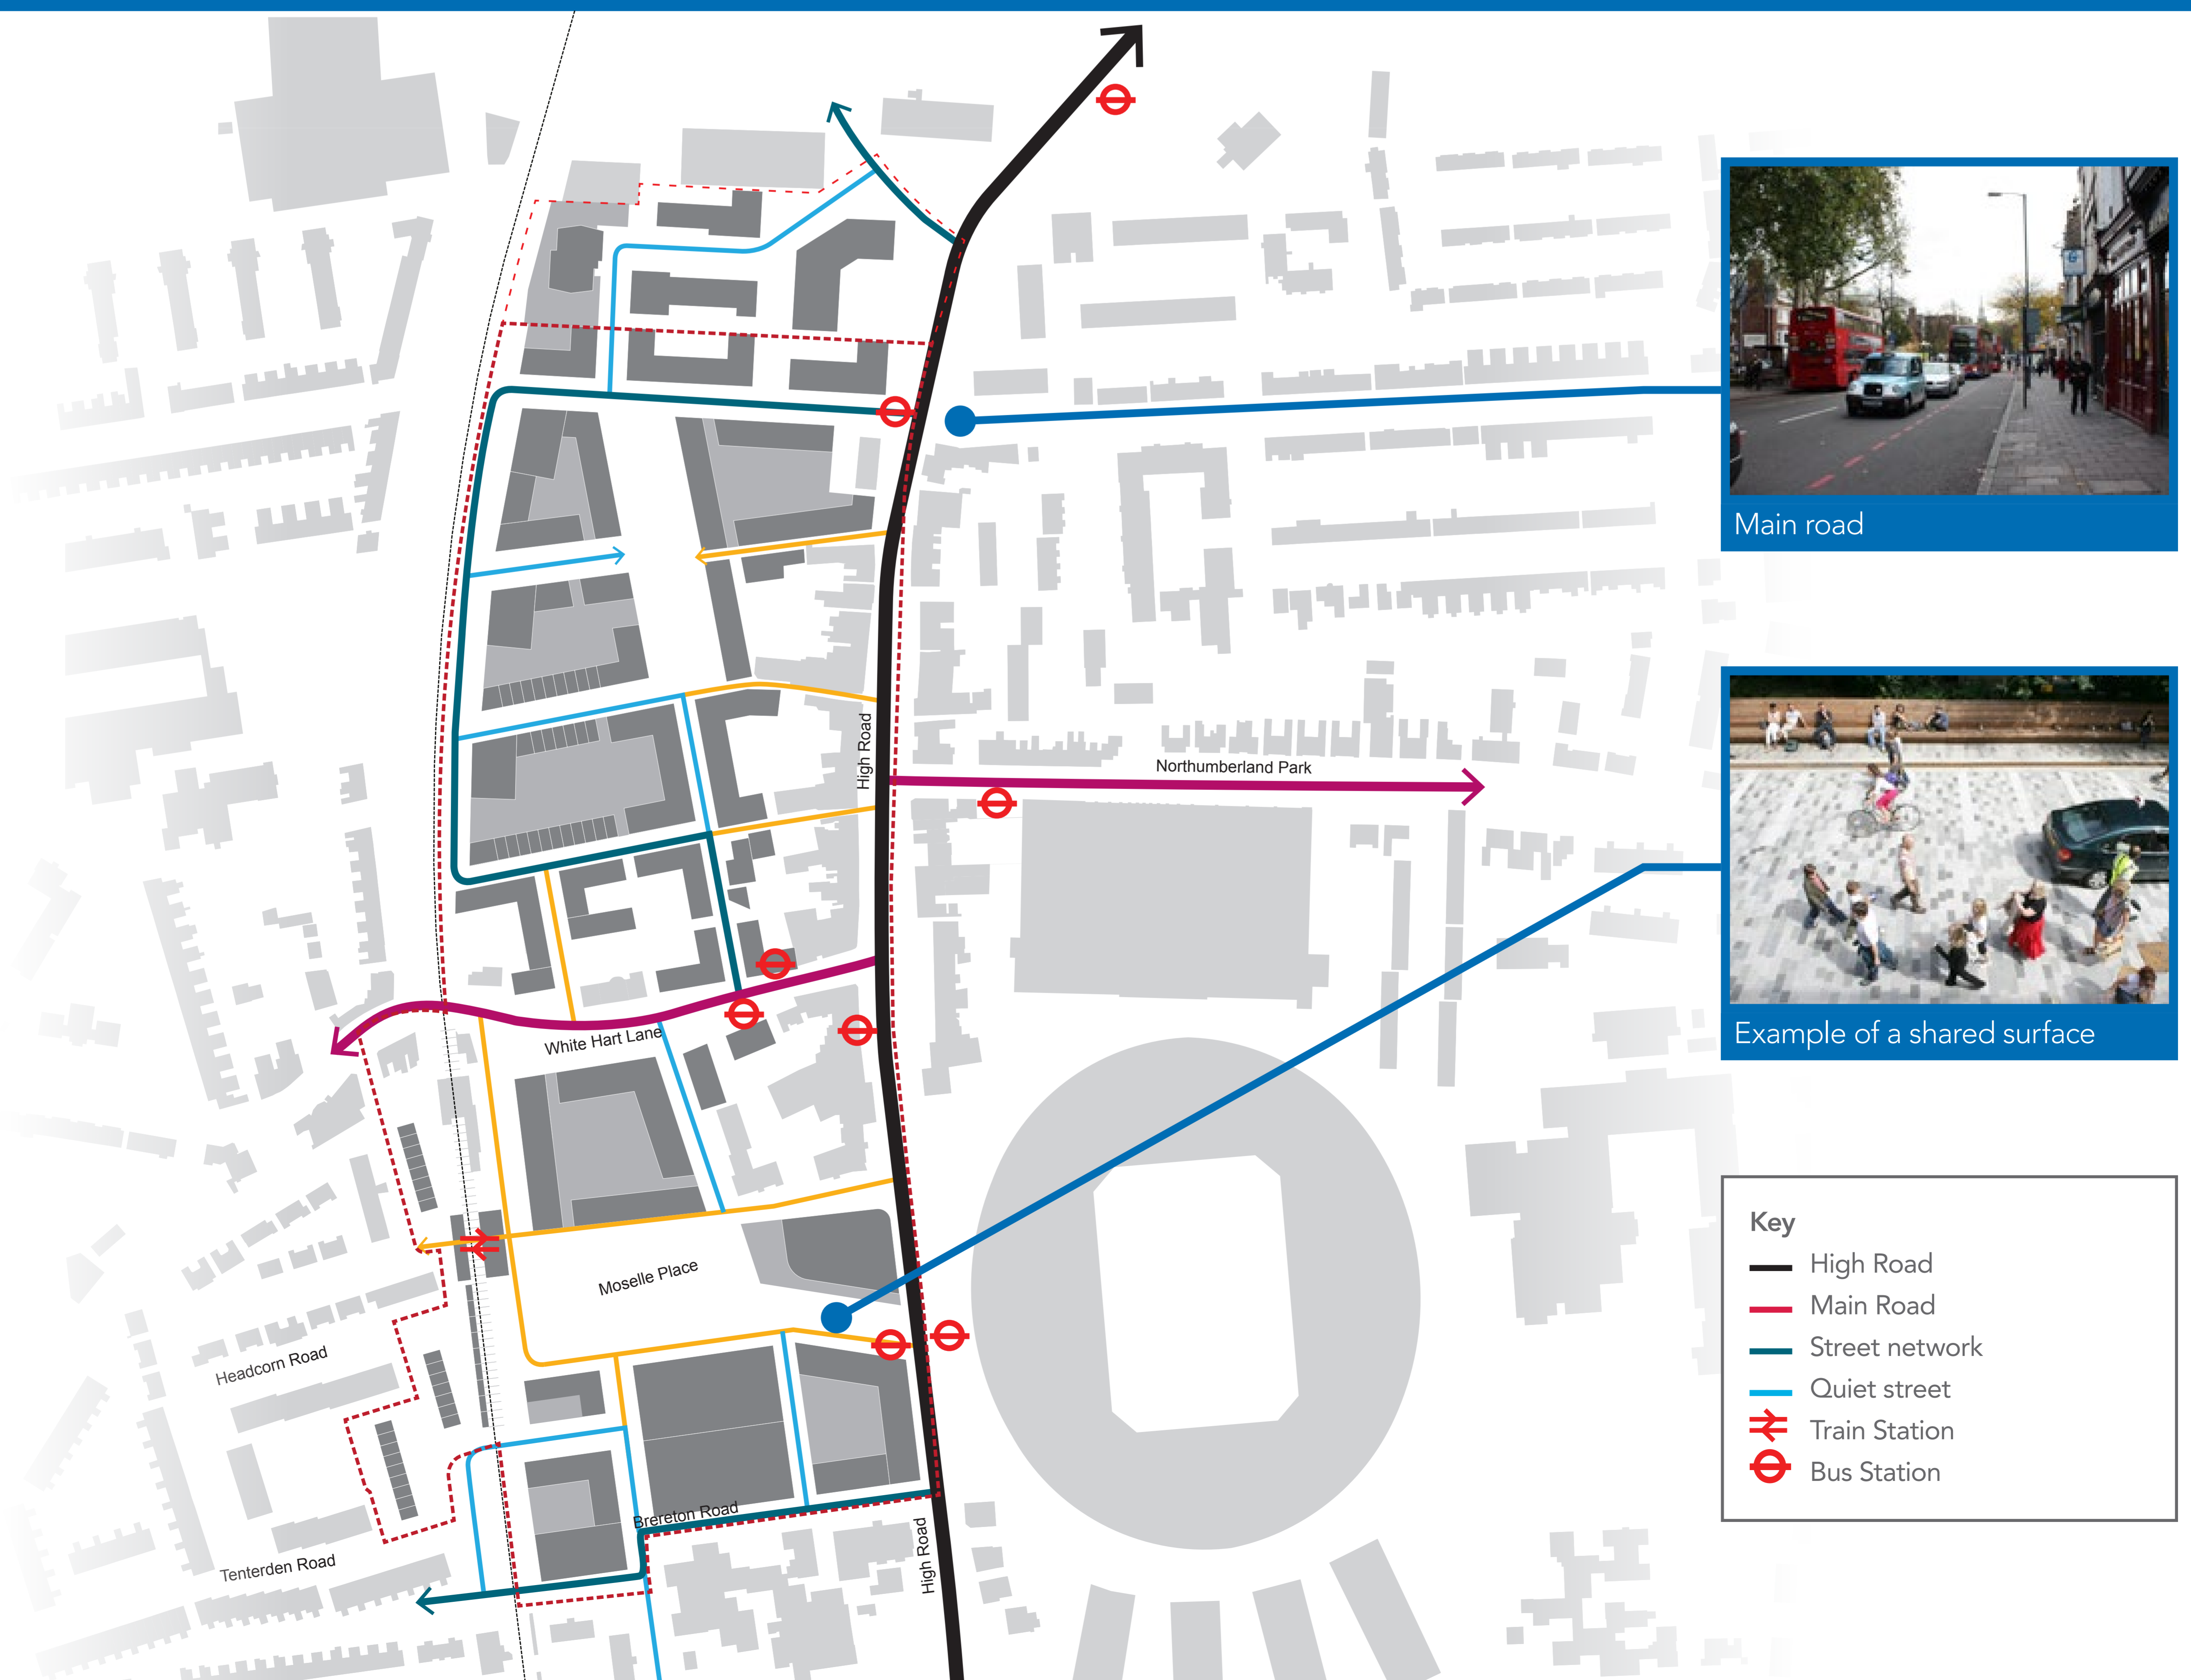 Main road
High Road
Northumberland Park
Example of a shared surface
White Hart Lane
Moselle Place
Headcorn Road
Brereton Road
High Road
Tenterden Road
Key
High Road
Main Road
Street network
Quiet street
Train Station
Bus Station